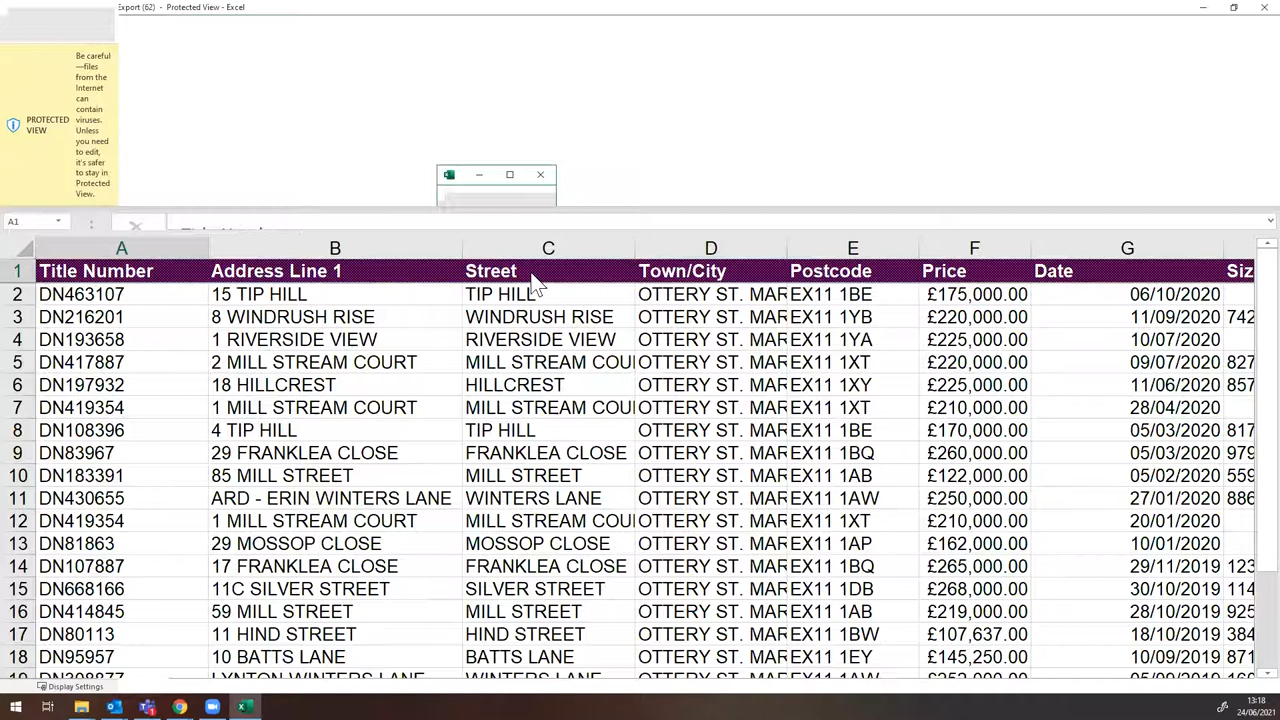 Export (62) - Protected View - Excel
PROTECTED VIEW
Be careful—files from the Internet can contain viruses. Unless you need to edit, it's safer to stay in Protected View.
A1
A B C D E F G
1 Title Number Address Line 1 Street Town/City Postcode Price Date Siz
2 DN463107 15 TIP HILL TIP HILL OTTERY ST. MAR EX11 1BE £175,000.00 06/10/2020
3 DN216201 8 WINDRUSH RISE WINDRUSH RISE OTTERY ST. MAR EX11 1YB £220,000.00 11/09/2020 742
4 DN193658 1 RIVERSIDE VIEW RIVERSIDE VIEW OTTERY ST. MAR EX11 1YA £225,000.00 10/07/2020
5 DN417887 2 MILL STREAM COURT MILL STREAM COU OTTERY ST. MAR EX11 1XT £220,000.00 09/07/2020 827
6 DN197932 18 HILLCREST HILLCREST OTTERY ST. MAR EX11 1XY £225,000.00 11/06/2020 857
7 DN419354 1 MILL STREAM COURT MILL STREAM COU OTTERY ST. MAR EX11 1XT £210,000.00 28/04/2020
8 DN108396 4 TIP HILL TIP HILL OTTERY ST. MAR EX11 1BE £170,000.00 05/03/2020 817
9 DN83967 29 FRANKLEA CLOSE FRANKLEA CLOSE OTTERY ST. MAR EX11 1BQ £260,000.00 05/03/2020 979
10 DN183391 85 MILL STREET MILL STREET OTTERY ST. MAR EX11 1AB £122,000.00 05/02/2020 559
11 DN430655 ARD - ERIN WINTERS LANE WINTERS LANE OTTERY ST. MAR EX11 1AW £250,000.00 27/01/2020 886
12 DN419354 1 MILL STREAM COURT MILL STREAM COU OTTERY ST. MAR EX11 1XT £210,000.00 20/01/2020
13 DN81863 29 MOSSOP CLOSE MOSSOP CLOSE OTTERY ST. MAR EX11 1AP £162,000.00 10/01/2020
14 DN107887 17 FRANKLEA CLOSE FRANKLEA CLOSE OTTERY ST. MAR EX11 1BQ £265,000.00 29/11/2019 123
15 DN668166 11C SILVER STREET SILVER STREET OTTERY ST. MAR EX11 1DB £268,000.00 30/10/2019 114
16 DN414845 59 MILL STREET MILL STREET OTTERY ST. MAR EX11 1AB £219,000.00 28/10/2019 925
17 DN80113 11 HIND STREET HIND STREET OTTERY ST. MAR EX11 1BW £107,637.00 18/10/2019 384
18 DN95957 10 BATTS LANE BATTS LANE OTTERY ST. MAR EX11 1EY £145,250.00 10/09/2019 871
Display Settings
13:18
24/06/2021